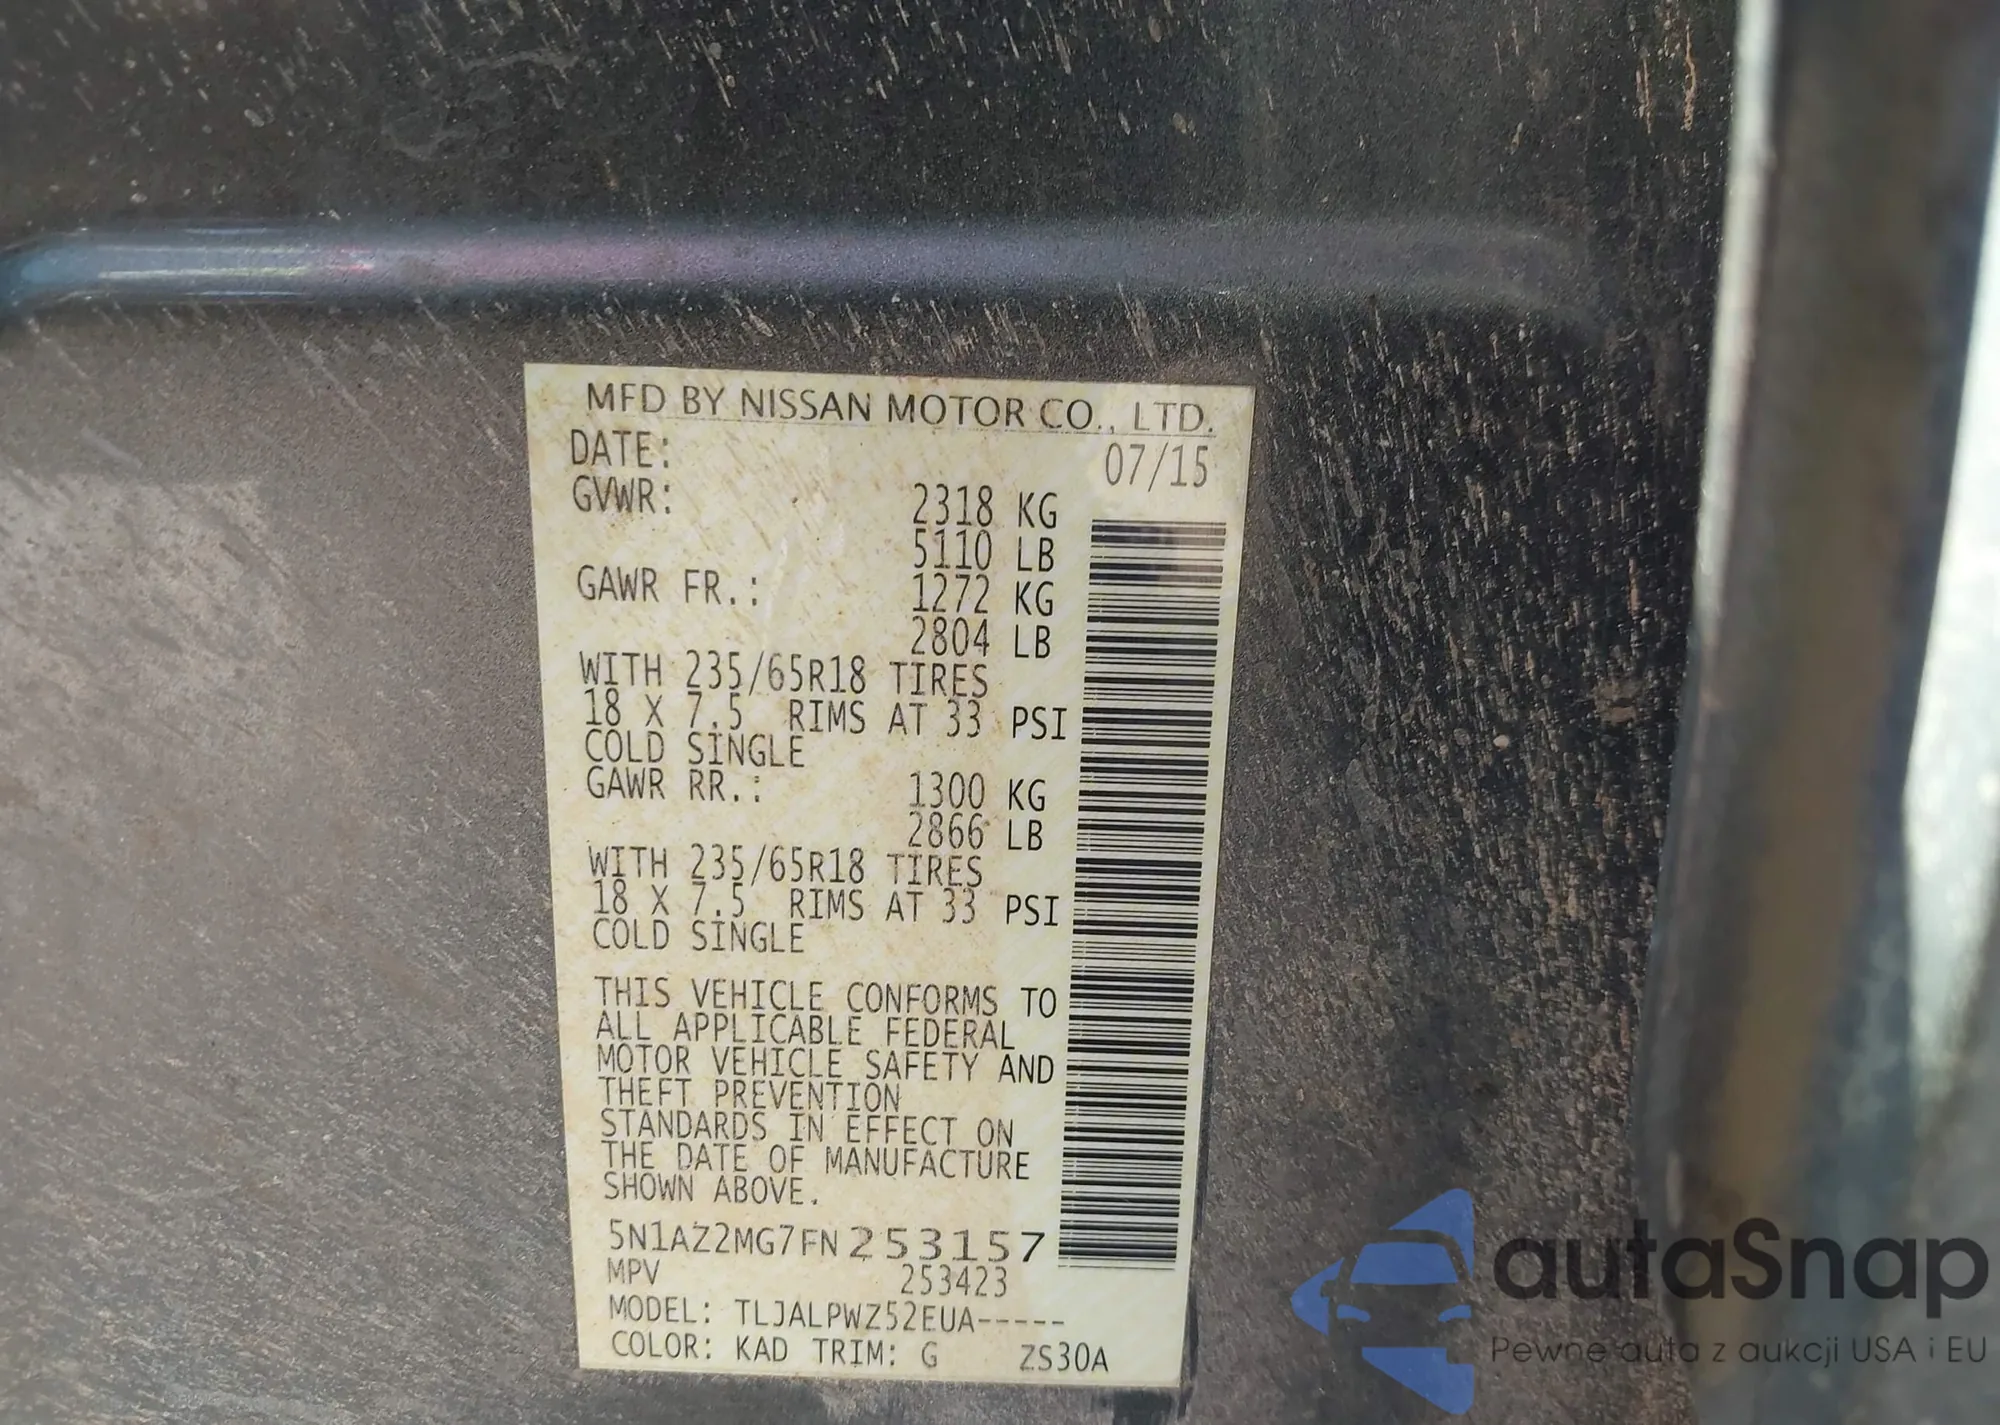 MFD BY NISSAN MOTOR CO., LTD.
DATE: 07/15
GVWR: 2318 KG
5110 LB
GAWR FR.: 1272 KG
2804 LB
WITH 235/65R18 TIRES
18 X 7.5 RIMS AT 33 PSI
COLD SINGLE
GAWR RR.: 1300 KG
2866 LB
WITH 235/65R18 TIRES
18 X 7.5 RIMS AT 33 PSI
COLD SINGLE
THIS VEHICLE CONFORMS TO
ALL APPLICABLE FEDERAL
MOTOR VEHICLE SAFETY AND
THEFT PREVENTION
STANDARDS IN EFFECT ON
THE DATE OF MANUFACTURE
SHOWN ABOVE.
5N1AZ2MG7FN253157
MPV 253423
MODEL: TLJALPWZ52EUA-----
COLOR: KAD TRIM: G ZS30A
autaSnap
Pewne auta z aukcji USA i EU